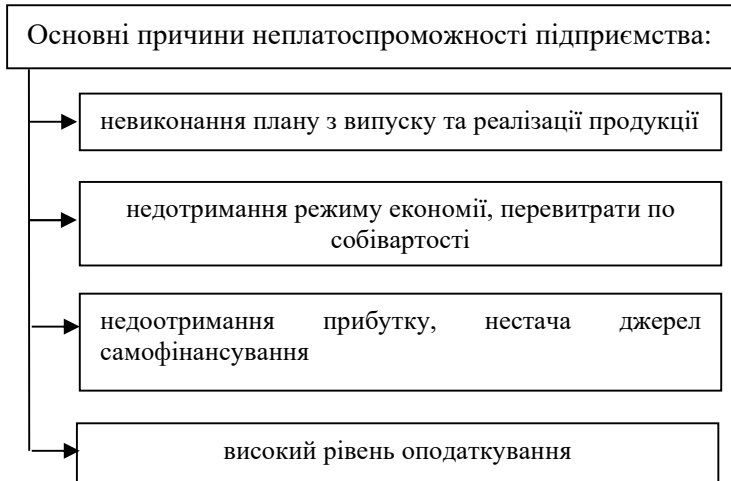 Основні причини неплатоспроможності підприємства:
невиконання плану з випуску та реалізації продукції
недотримання режиму економії, перевитрати по
собівартості
недоотримання прибутку, нестача джерел
самофінансування
високий рівень оподаткування